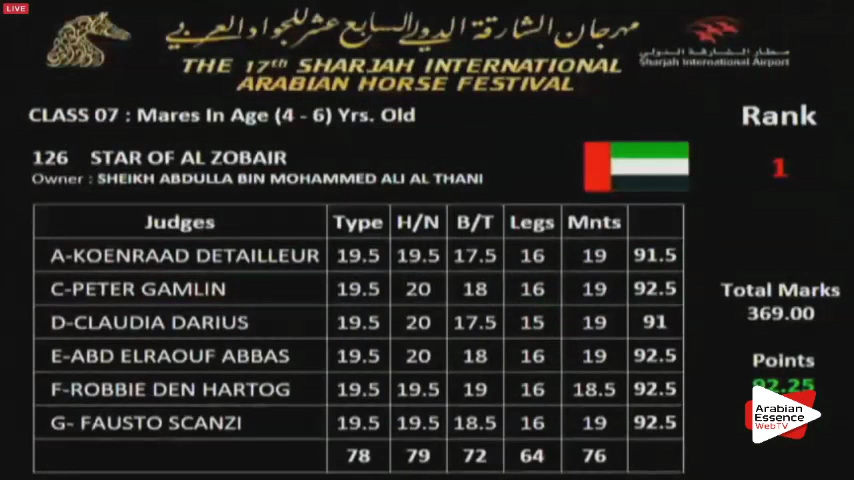 LIVE
مهرجان الشارقة الدولي السابع عشر للجواد العربي
THE 17th SHARJAH INTERNATIONAL
ARABIAN HORSE FESTIVAL
مطار الشارقة الدولي
Sharjah International Airport
CLASS 07 : Mares In Age (4 - 6) Yrs. Old
Rank
126 STAR OF AL ZOBAIR
1
Owner : SHEIKH ABDULLA BIN MOHAMMED ALI AL THANI
Judges Type H/N B/T Legs Mnts
A-KOENRAAD DETAILLEUR 19.5 19.5 17.5 16 19 91.5
C-PETER GAMLIN 19.5 20 18 16 19 92.5
D-CLAUDIA DARIUS 19.5 20 17.5 15 19 91
E-ABD ELRAOUF ABBAS 19.5 20 18 16 19 92.5
F-ROBBIE DEN HARTOG 19.5 19.5 19 16 18.5 92.5
G- FAUSTO SCANZI 19.5 19.5 18.5 16 19 92.5
78 79 72 64 76
Total Marks
369.00
Points
92.25
Arabian
Essence
WebTV